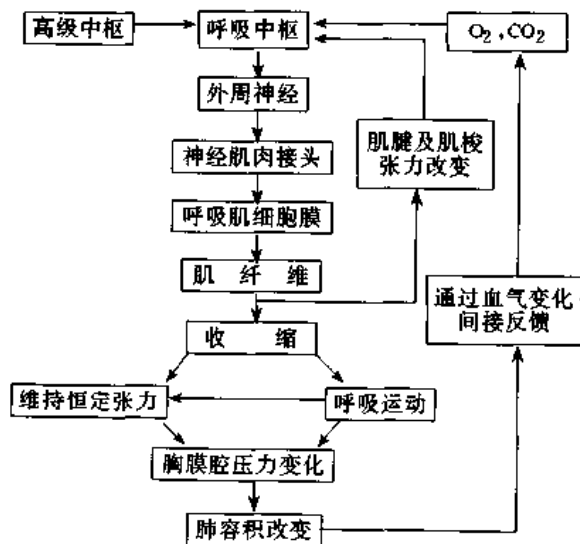 高级中枢
呼吸中枢
O₂,CO₂
外周神经
神经肌肉接头
肌腱及肌梭
张力改变
呼吸肌细胞膜
肌纤维
通过血气变化
间接反馈
收缩
维持恒定张力
呼吸运动
胸膜腔压力变化
肺容积改变